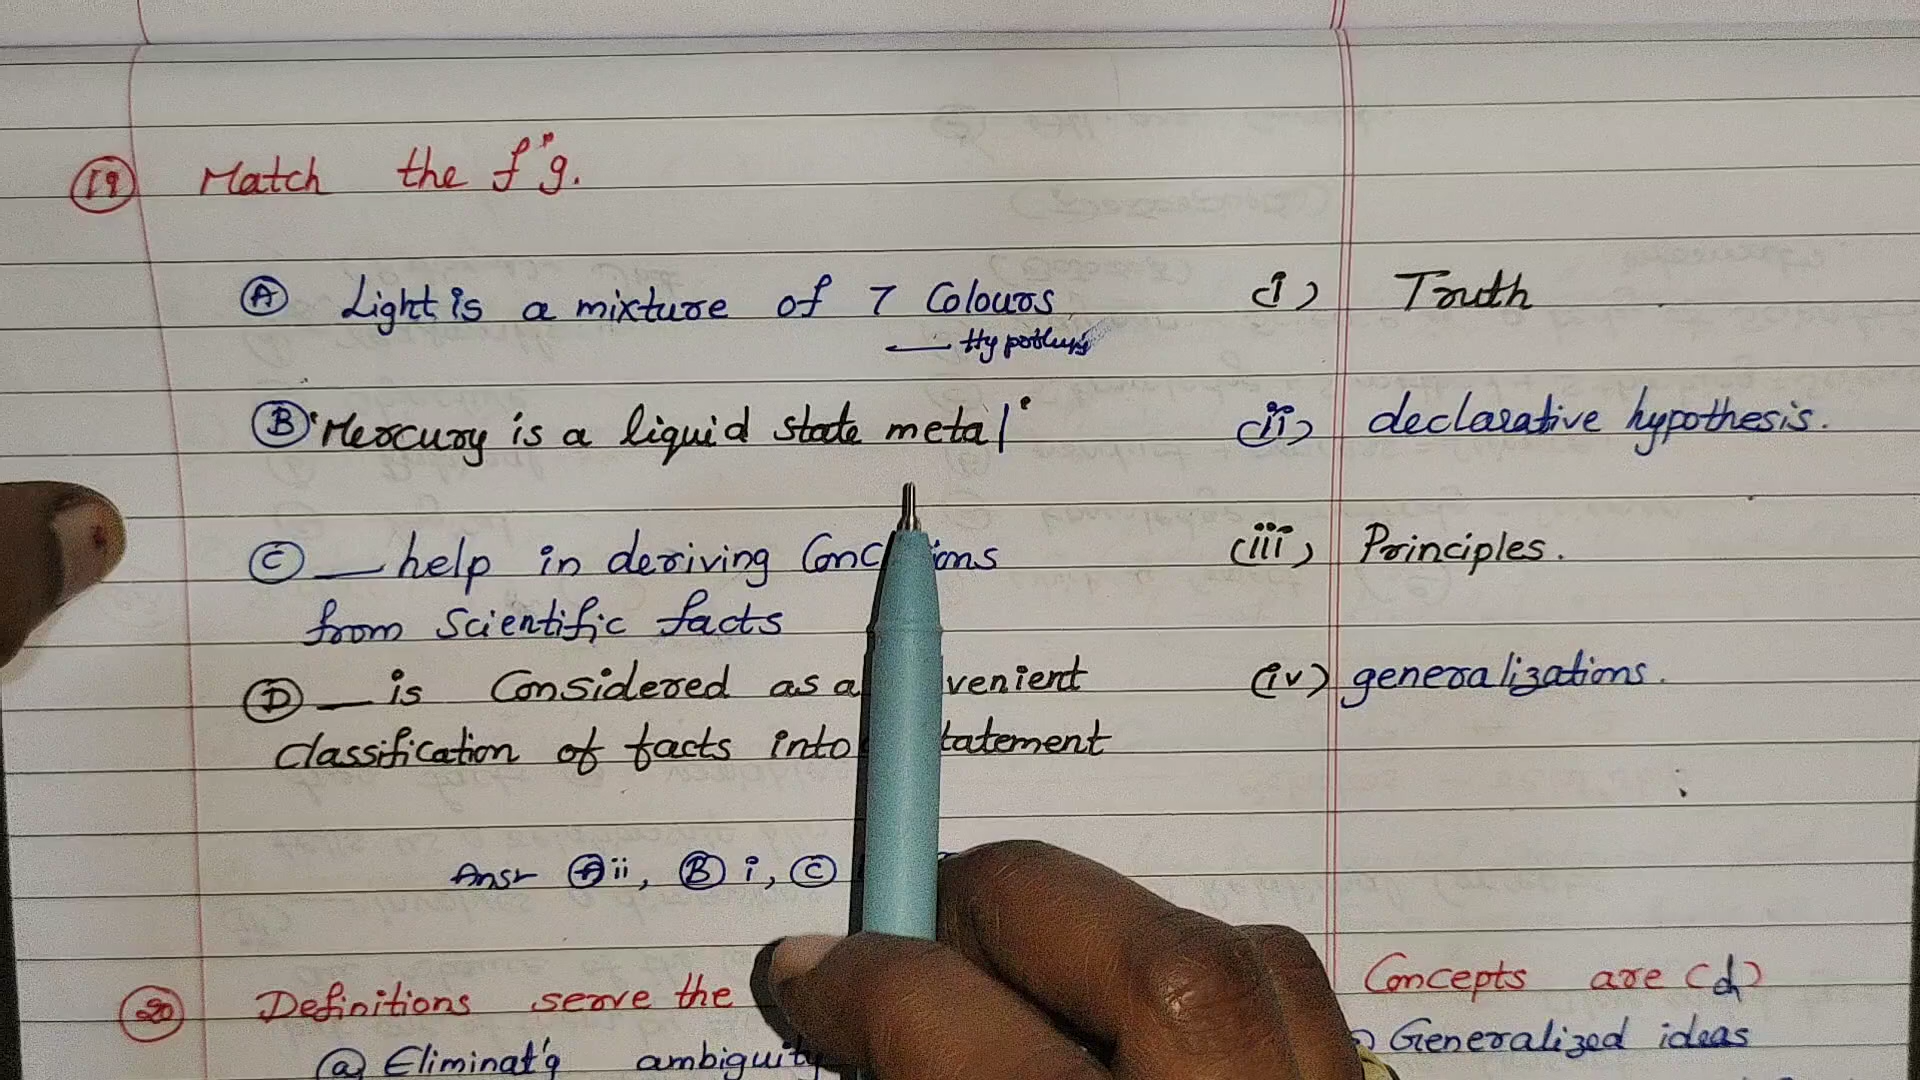 19 Match the f"g.
A Light is a mixture of 7 Colours (i) Truth
— Hypothesis
B 'Mercury is a liquid state metal' (ii) declarative hypothesis.
C — help in deriving (iii) Principles.
from Scientific facts
D — is Considered as a (iv) generalizations.
Classification of facts into
Ansr A ii, B i, C
20 Definitions serve the Concepts are (d)
a Eliminat'g ambiguity Generalized ideas